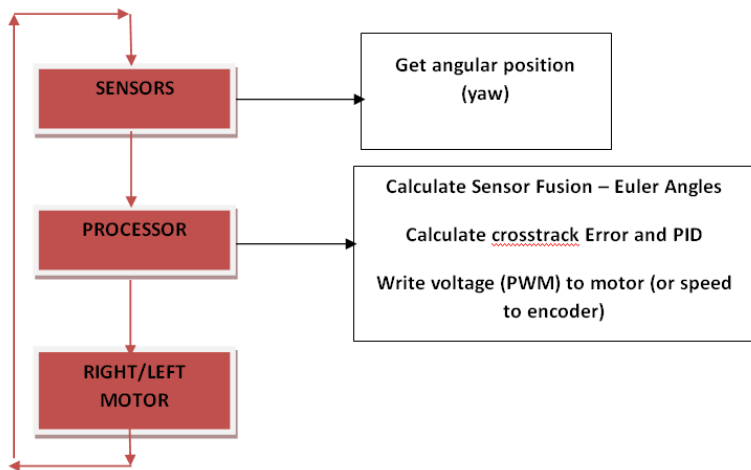 SENSORS
Get angular position
(yaw)
PROCESSOR
Calculate Sensor Fusion – Euler Angles
Calculate crosstrack Error and PID
Write voltage (PWM) to motor (or speed
to encoder)
RIGHT/LEFT
MOTOR